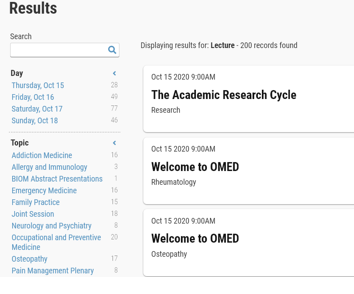 Results
Search
Displaying results for: Lecture - 200 records found
Day
Thursday, Oct 15 28
Friday, Oct 16 49
Saturday, Oct 17 77
Sunday, Oct 18 46
Topic
Addiction Medicine 16
Allergy and Immunology 3
BIOM Abstract Presentations 1
Emergency Medicine 16
Family Practice 15
Joint Session 18
Neurology and Psychiatry 8
Occupational and Preventive 20
Medicine
Osteopathy 17
Pain Management Plenary 8
Oct 15 2020 9:00AM
The Academic Research Cycle
Research
Oct 15 2020 9:00AM
Welcome to OMED
Rheumatology
Oct 15 2020 9:00AM
Welcome to OMED
Osteopathy